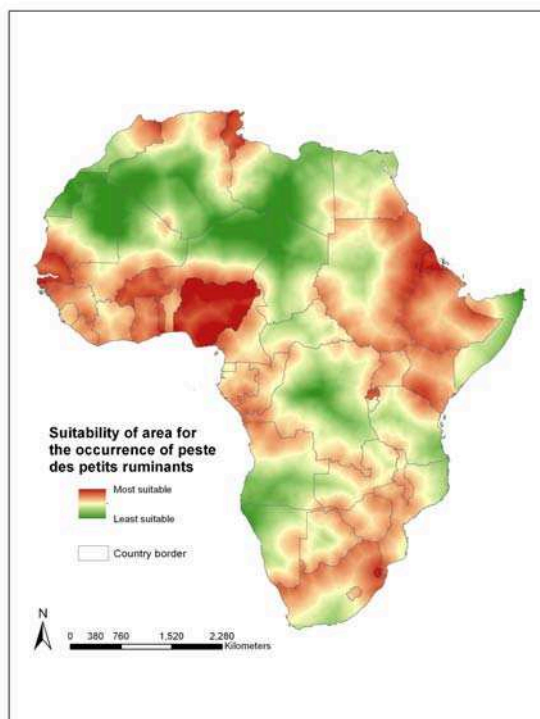 Suitability of area for
the occurrence of peste
des petits ruminants
Most suitable
Least suitable
Country border
N
0 380 760 1,520 2,280
Kilometers